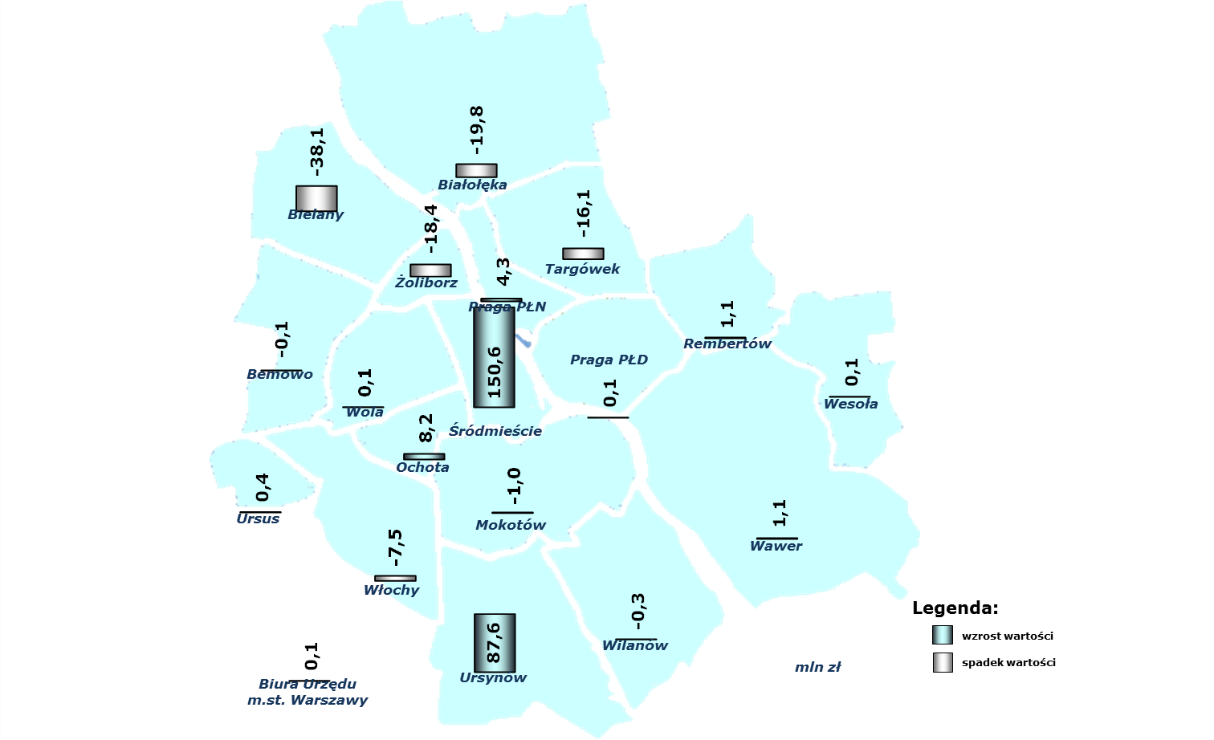 -19,8
Białołęka
-38,1
Bielany
-18,4
Żoliborz
-16,1
Targówek
4,3
Praga PŁN
1,1
Rembertów
-0,1
Bemowo
0,1
Wola
150,6
Śródmieście
Praga PŁD
0,1
0,1
Wesoła
8,2
Ochota
0,4
Ursus
-1,0
Mokotów
1,1
Wawer
-7,5
Włochy
-0,3
Wilanów
87,6
Ursynów
0,1
Biura Urzędu
m.st. Warszawy
mln zł
Legenda:
wzrost wartości
spadek wartości